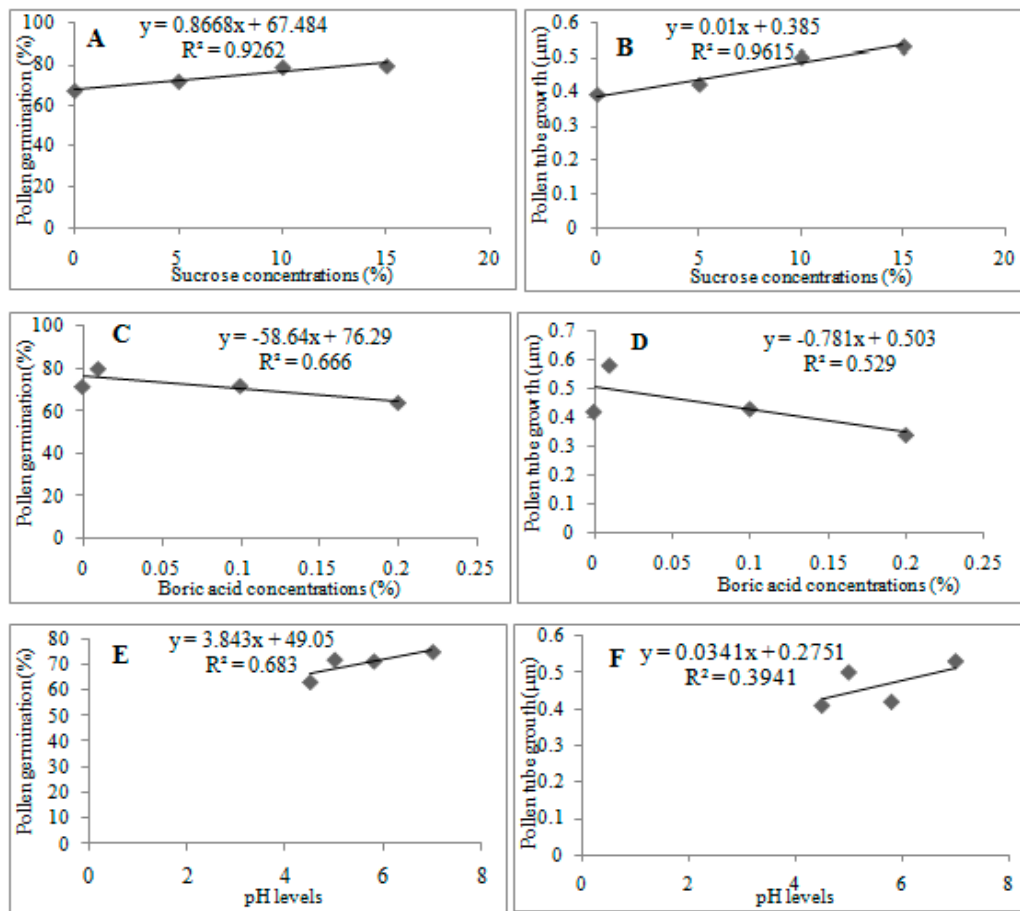 A
y = 0.8668x + 67.484
R² = 0.9262
Pollen germination (%)
100
80
60
40
20
0
0 5 10 15 20
Sucrose concentrations (%)
B
y = 0.01x + 0.385
R² = 0.9615
Pollen tube growth (µm)
0.6
0.5
0.4
0.3
0.2
0.1
0
0 5 10 15 20
Sucrose concentrations (%)
C
y = -58.64x + 76.29
R² = 0.666
Pollen germination (%)
100
80
60
40
20
0
0 0.05 0.1 0.15 0.2 0.25
Boric acid concentrations (%)
D
y = -0.781x + 0.503
R² = 0.529
Pollen tube growth (µm)
0.7
0.6
0.5
0.4
0.3
0.2
0.1
0
0 0.05 0.1 0.15 0.2 0.25
Boric acid concentrations (%)
E
y = 3.843x + 49.05
R² = 0.683
Pollen germination (%)
80
70
60
50
40
30
20
10
0
0 2 4 6 8
pH levels
F
y = 0.0341x + 0.2751
R² = 0.3941
Pollen tube growth (µm)
0.6
0.5
0.4
0.3
0.2
0.1
0
0 2 4 6 8
pH levels